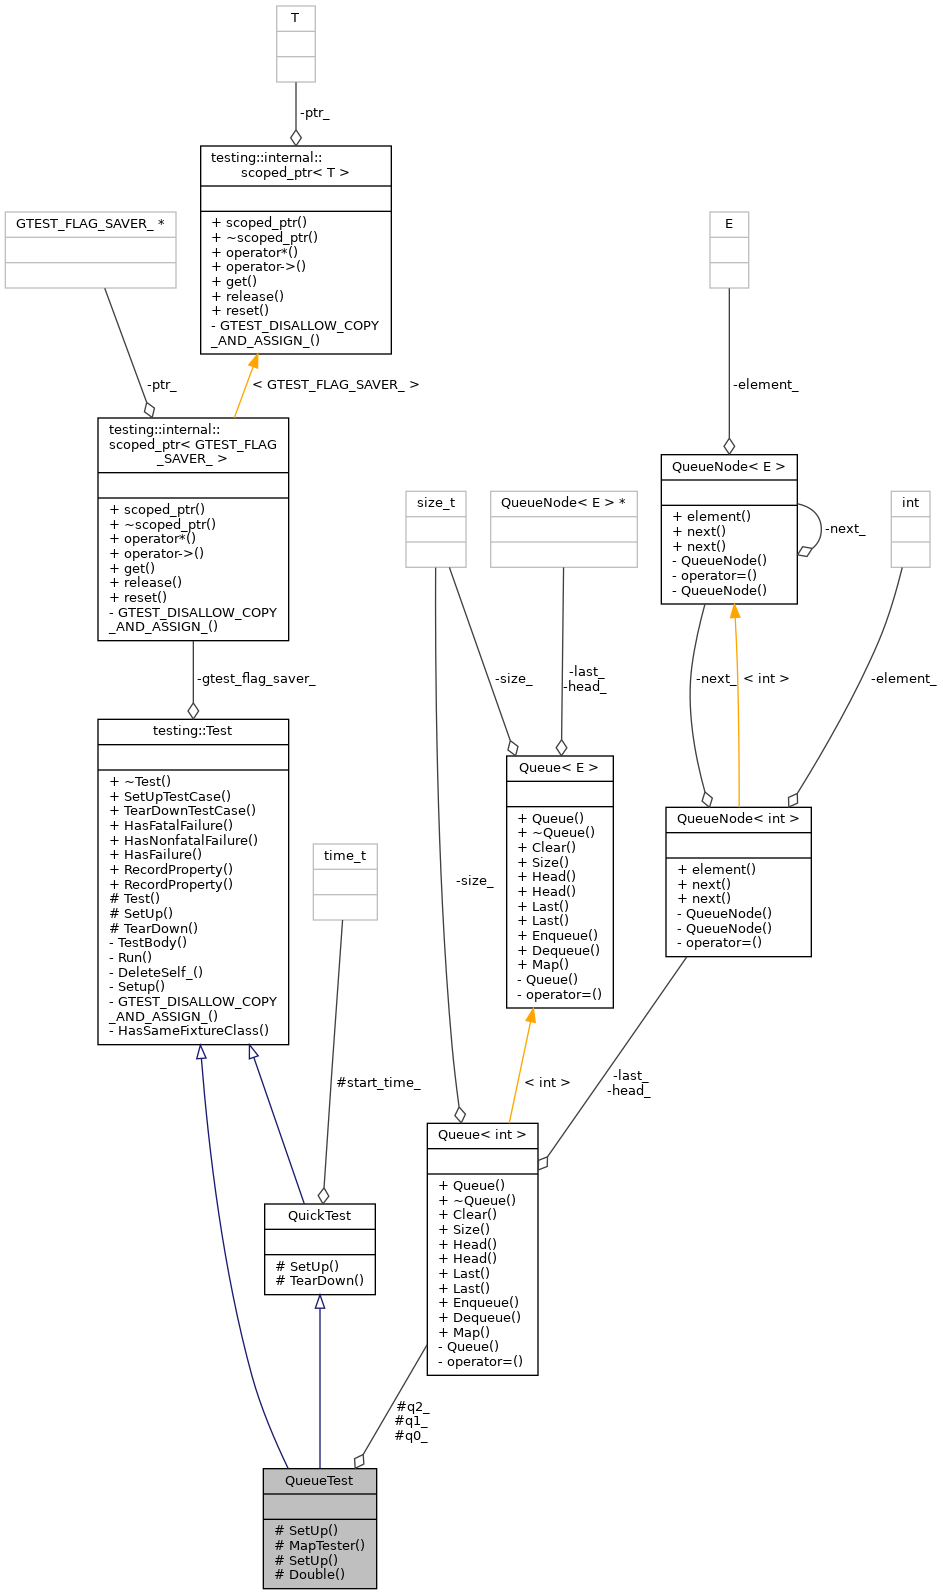 T
-ptr_
testing::internal::
scoped_ptr< T >
+ scoped_ptr()
+ ~scoped_ptr()
+ operator*()
+ operator->()
+ get()
+ release()
+ reset()
- GTEST_DISALLOW_COPY
_AND_ASSIGN_()
GTEST_FLAG_SAVER_ *
-ptr_
< GTEST_FLAG_SAVER_ >
testing::internal::
scoped_ptr< GTEST_FLAG
_SAVER_ >
+ scoped_ptr()
+ ~scoped_ptr()
+ operator*()
+ operator->()
+ get()
+ release()
+ reset()
- GTEST_DISALLOW_COPY
_AND_ASSIGN_()
-gtest_flag_saver_
testing::Test
+ ~Test()
+ SetUpTestCase()
+ TearDownTestCase()
+ HasFatalFailure()
+ HasNonfatalFailure()
+ HasFailure()
+ RecordProperty()
+ RecordProperty()
# Test()
# SetUp()
# TearDown()
- TestBody()
- Run()
- DeleteSelf_()
- Setup()
- GTEST_DISALLOW_COPY
_AND_ASSIGN_()
- HasSameFixtureClass()
time_t
#start_time_
QuickTest
# SetUp()
# TearDown()
E
-element_
QueueNode< E >
+ element()
+ next()
+ next()
- QueueNode()
- operator=()
- QueueNode()
-next_
size_t
QueueNode< E > *
int
-size_
-last_
-head_
-next_
< int >
-element_
Queue< E >
+ Queue()
+ ~Queue()
+ Clear()
+ Size()
+ Head()
+ Head()
+ Last()
+ Last()
+ Enqueue()
+ Dequeue()
+ Map()
- Queue()
- operator=()
QueueNode< int >
+ element()
+ next()
+ next()
- QueueNode()
- QueueNode()
- operator=()
-size_
< int >
-last_
-head_
Queue< int >
+ Queue()
+ ~Queue()
+ Clear()
+ Size()
+ Head()
+ Head()
+ Last()
+ Last()
+ Enqueue()
+ Dequeue()
+ Map()
- Queue()
- operator=()
#q2_
#q1_
#q0_
QueueTest
# SetUp()
# MapTester()
# SetUp()
# Double()